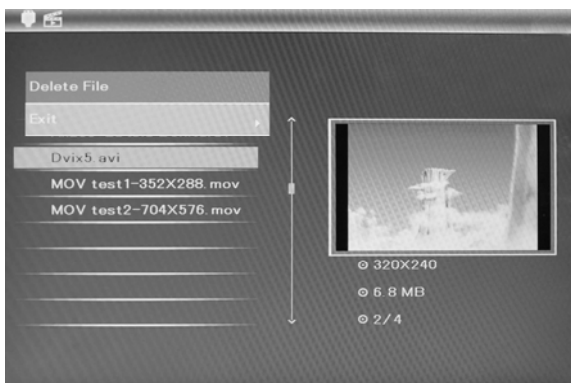 Delete File
Exit
Dvix5.avi
MOV test1-352X288.mov
MOV test2-704X576.mov
320X240
6.8 MB
2/4